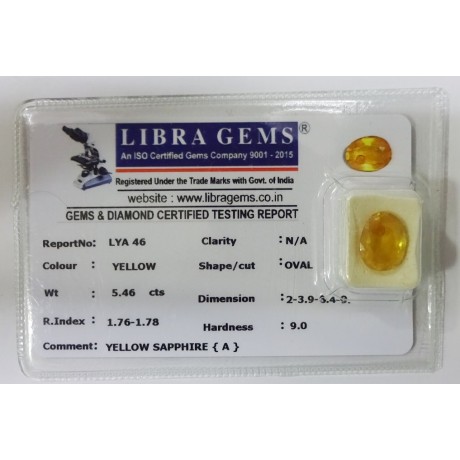 LIBRA GEMS ®
An ISO Certified Gems Company 9001 - 2015
Registered Under the Trade Marks with Govt. of India
website : www.libragems.co.in
GEMS & DIAMOND CERTIFIED TESTING REPORT
ReportNo: LYA 46 Clarity : N/A
Colour : YELLOW Shape/cut : OVAL
Wt : 5.46 cts Dimension :
R.Index : 1.76-1.78 Hardness : 9.0
Comment: YELLOW SAPPHIRE { A }